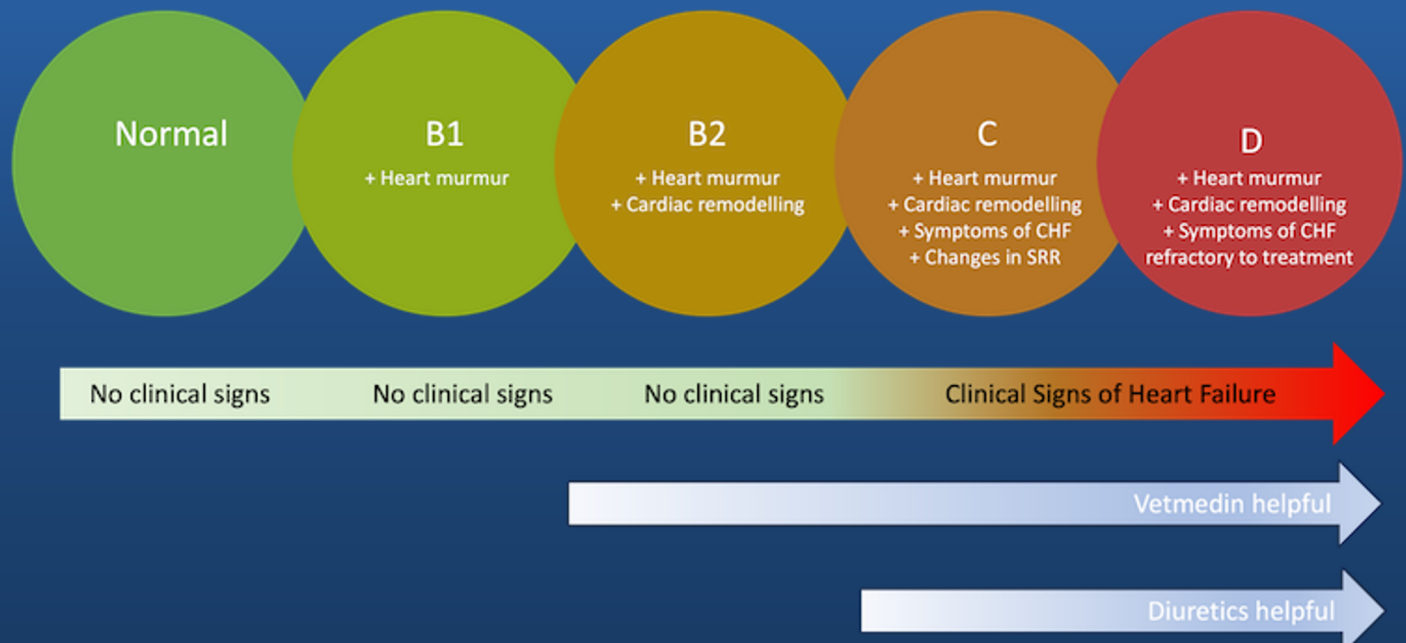 Normal
B1
+ Heart murmur
B2
+ Heart murmur
+ Cardiac remodelling
C
+ Heart murmur
+ Cardiac remodelling
+ Symptoms of CHF
+ Changes in SRR
D
+ Heart murmur
+ Cardiac remodelling
+ Symptoms of CHF
refractory to treatment
No clinical signs
No clinical signs
No clinical signs
Clinical Signs of Heart Failure
Vetmedin helpful
Diuretics helpful